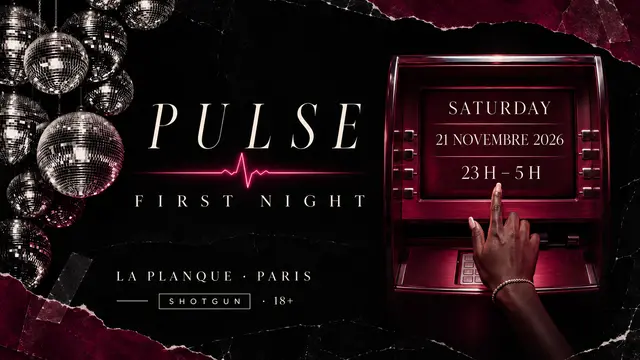 PULSE
FIRST NIGHT
LA PLANQUE · PARIS
SHOTGUN · 18+
SATURDAY
21 NOVEMBRE 2026
23 H – 5 H